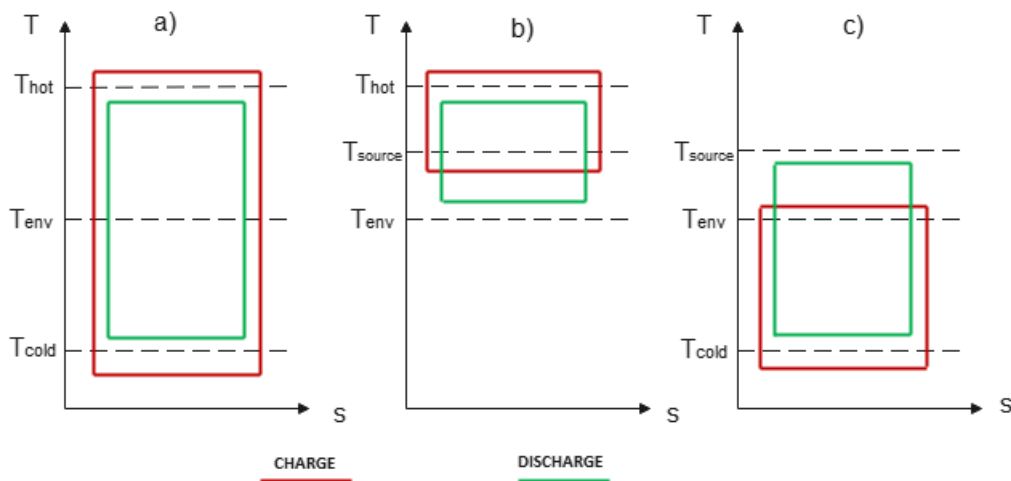 T
a)
Thot
Tenv
Tcold
s
T
b)
Thot
Tsource
Tenv
s
T
c)
Tsource
Tenv
Tcold
s
CHARGE
DISCHARGE